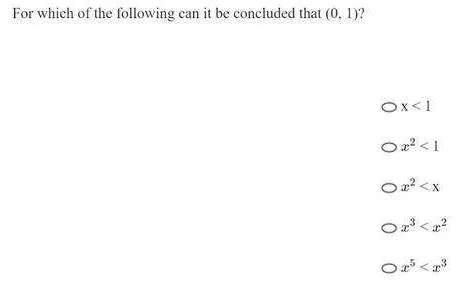 For which of the following can it be concluded that (0, 1)?
x < 1
x² < 1
x² < x
x³ < x²
x⁵ < x³